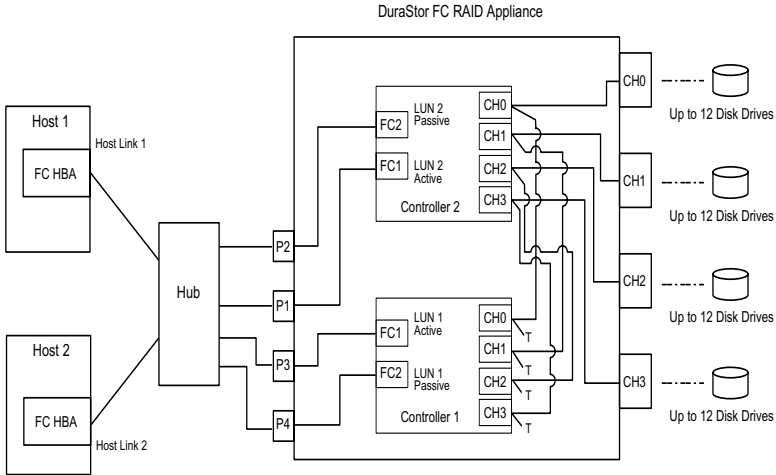 DuraStor FC RAID Appliance
Host 1
Host Link 1
FC HBA
Host 2
FC HBA
Host Link 2
Hub
P2
P1
P3
P4
LUN 2
Passive
FC2
FC1
LUN 2
Active
Controller 2
CH0
CH1
CH2
CH3
LUN 1
Active
FC1
FC2
LUN 1
Passive
Controller 1
CH0
T
CH1
T
CH2
T
CH3
T
CH0
Up to 12 Disk Drives
CH1
Up to 12 Disk Drives
CH2
Up to 12 Disk Drives
CH3
Up to 12 Disk Drives